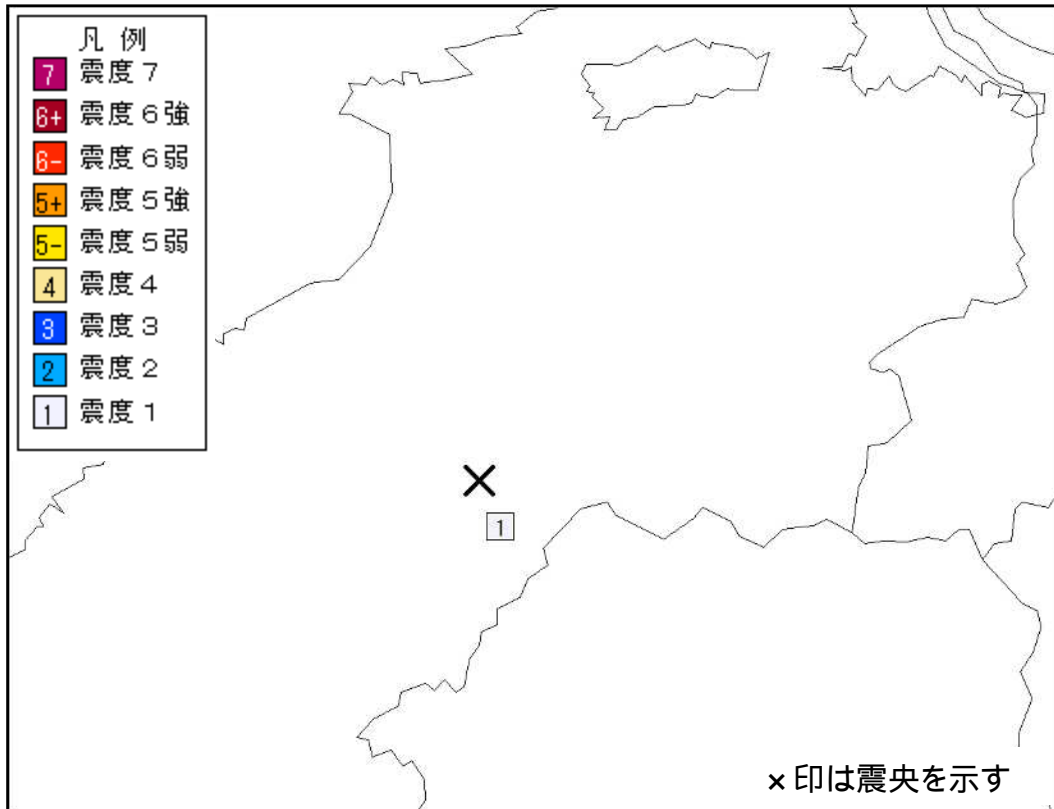 凡例
7 震度７
6+ 震度６強
6- 震度６弱
5+ 震度５強
5- 震度５弱
4 震度４
3 震度３
2 震度２
1 震度１
1
×印は震央を示す